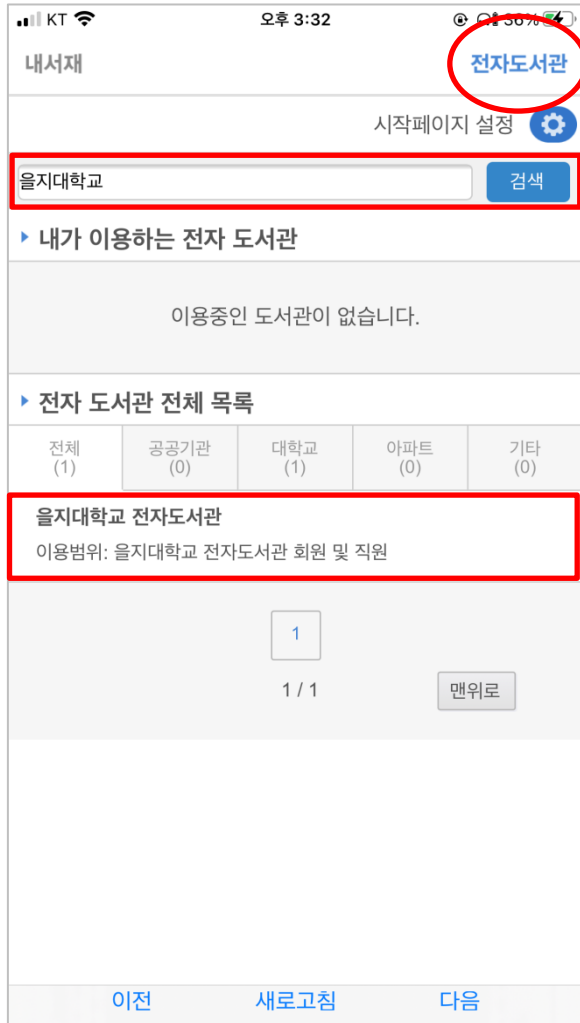 KT 오후 3:32 36%
내서재 전자도서관
시작페이지 설정
을지대학교 검색
내가 이용하는 전자 도서관
이용중인 도서관이 없습니다.
전자 도서관 전체 목록
전체 공공기관 대학교 아파트 기타
(1) (0) (1) (0) (0)
을지대학교 전자도서관
이용범위: 을지대학교 전자도서관 회원 및 직원
1
1 / 1 맨위로
이전 새로고침 다음